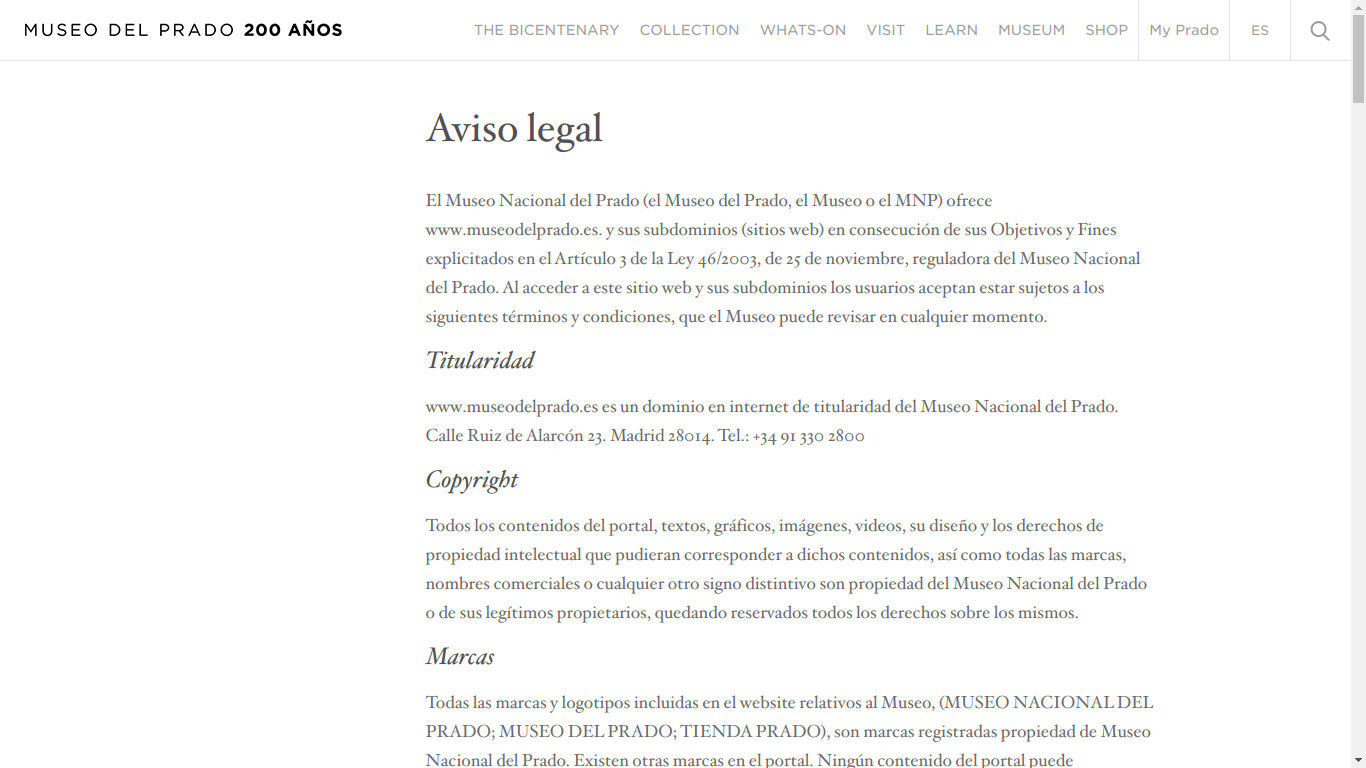 MUSEO DEL PRADO 200 AÑOS
THE BICENTENARY COLLECTION WHATS-ON VISIT LEARN MUSEUM SHOP My Prado ES
Aviso legal
El Museo Nacional del Prado (el Museo del Prado, el Museo o el MNP) ofrece
www.museodelprado.es. y sus subdominios (sitios web) en consecución de sus Objetivos y Fines
explicitados en el Artículo 3 de la Ley 46/2003, de 25 de noviembre, reguladora del Museo Nacional
del Prado. Al acceder a este sitio web y sus subdominios los usuarios aceptan estar sujetos a los
siguientes términos y condiciones, que el Museo puede revisar en cualquier momento.
Titularidad
www.museodelprado.es es un dominio en internet de titularidad del Museo Nacional del Prado.
Calle Ruiz de Alarcón 23. Madrid 28014. Tel.: +34 91 330 2800
Copyright
Todos los contenidos del portal, textos, gráficos, imágenes, videos, su diseño y los derechos de
propiedad intelectual que pudieran corresponder a dichos contenidos, así como todas las marcas,
nombres comerciales o cualquier otro signo distintivo son propiedad del Museo Nacional del Prado
o de sus legítimos propietarios, quedando reservados todos los derechos sobre los mismos.
Marcas
Todas las marcas y logotipos incluidas en el website relativos al Museo, (MUSEO NACIONAL DEL
PRADO; MUSEO DEL PRADO; TIENDA PRADO), son marcas registradas propiedad de Museo
Nacional del Prado. Existen otras marcas en el portal. Ningún contenido del portal puede